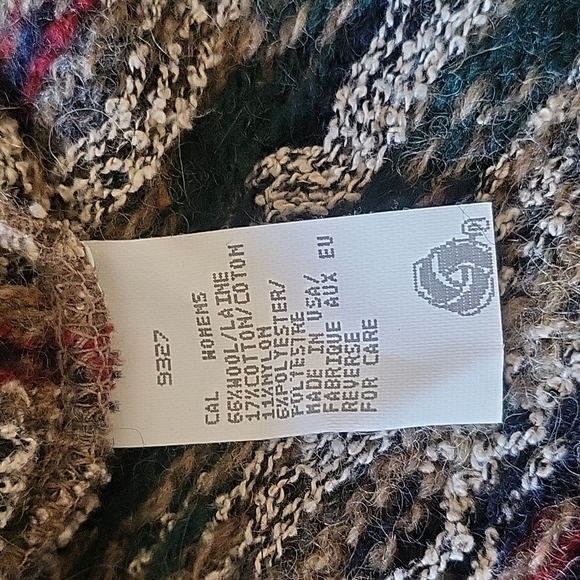 9327
WOMENS
CAL
66%WOOL/LAINE
17%COTTON/COTON
11%NYLON
6%POLYESTER/
POLYESTRE
MADE IN USA/
FABRIQUE AUX EU
REVERSE
FOR CARE